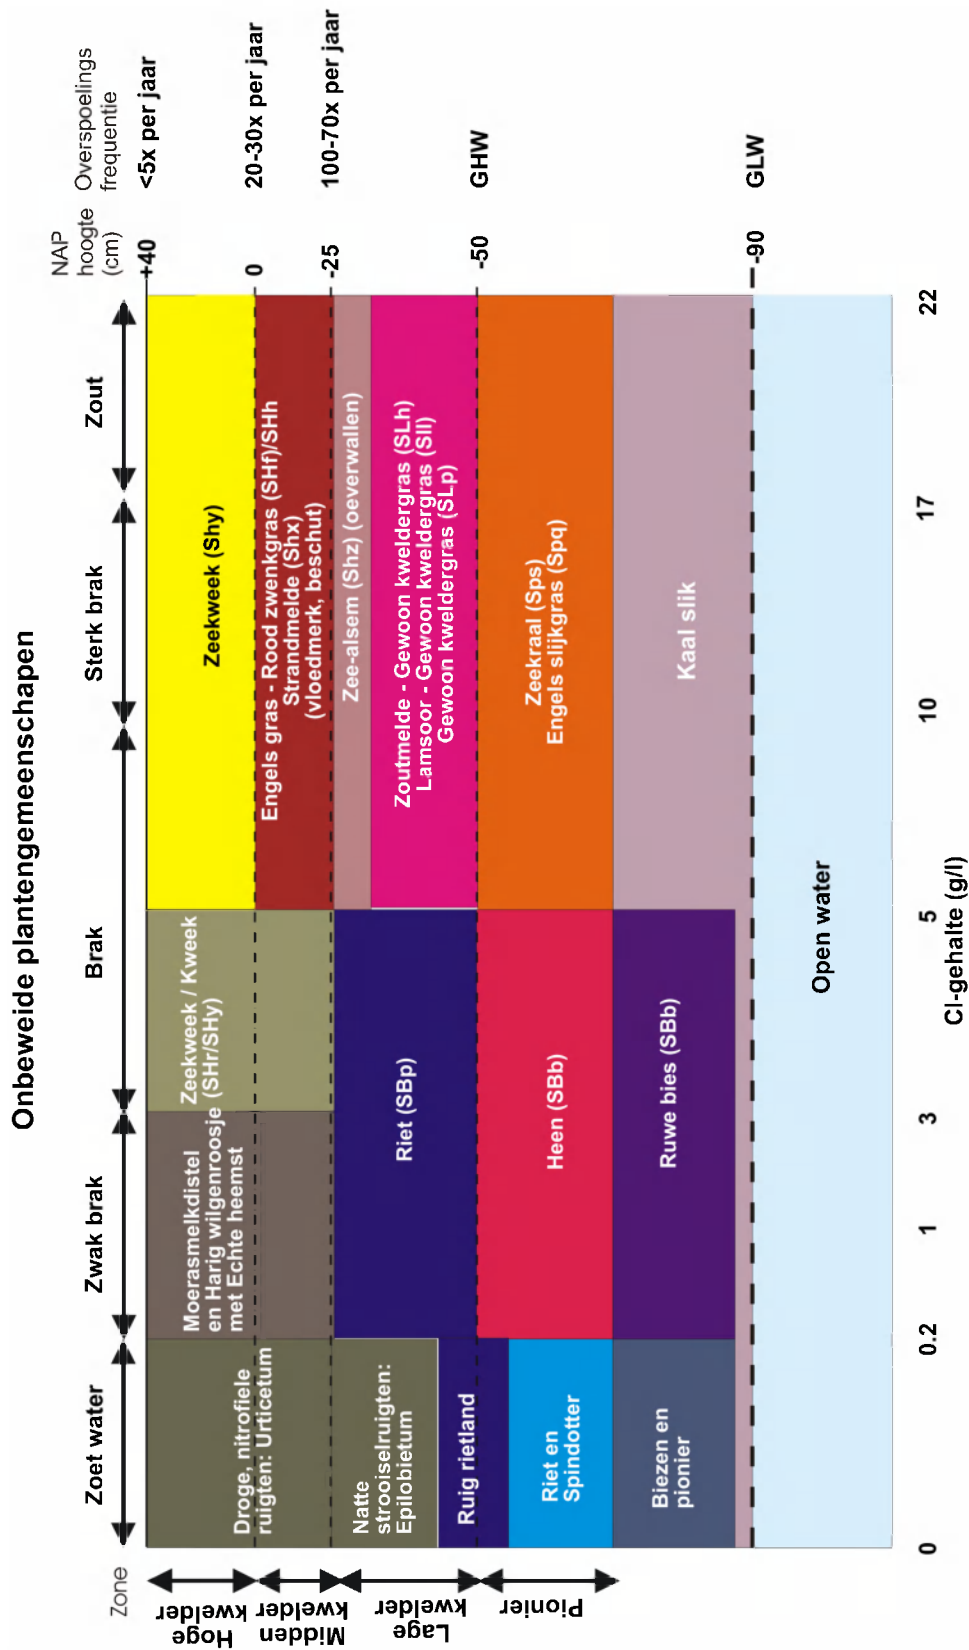 Onbeweide plantengemeenschapen
Zone
Zoet water
Zwak brak
Brak
Sterk brak
Zout
NAP
hoogte
(cm)
Overspoelings
frequentie
Hoge
kwelder
Midden
kwelder
Lage
kwelder
Pionier
Droge, nitrofiele
ruigten: Urticetum
Natte
strooiselruigten:
Epilobietum
Ruig rietland
Riet en
Spindotter
Biezen en
pionier
Moerasmelkdistel
en Harig wilgenroosje
met Echte heemst
Zeekweek / Kweek
(SHr/SHy)
Riet (SBp)
Heen (SBb)
Ruwe bies (SBb)
Zeekweek (Shy)
Engels gras - Rood zwenkgras (SHf)/SHh
Strandmelde (Shx)
(vloedmerk, beschut)
Zee-alsem (Shz) (oeverwallen)
Zoutmelde - Gewoon kweldergras (SLh)
Lamsoor - Gewoon kweldergras (Sll)
Gewoon kweldergras (SLp)
Zeekraal (Sps)
Engels slijkgras (Spq)
Kaal slik
Open water
+40 <5x per jaar
0 20-30x per jaar
-25 100-70x per jaar
-50 GHW
-90 GLW
0 0.2 1 3 5 10 17 22
Cl-gehalte (g/l)